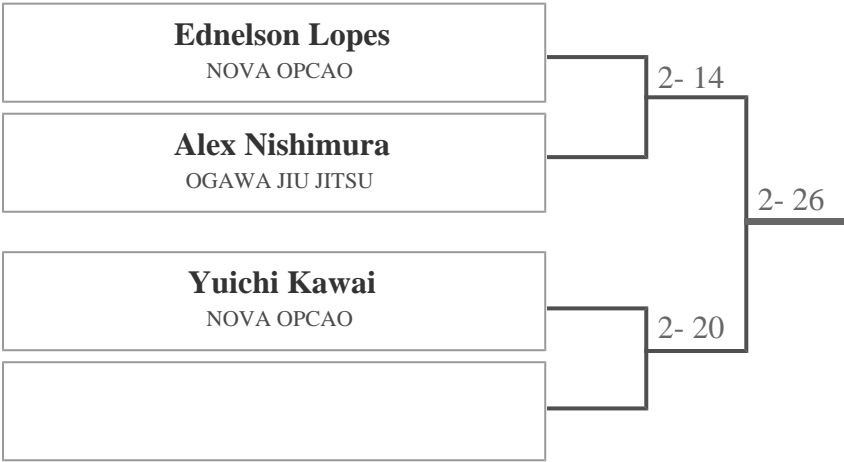 Ednelson Lopes
NOVA OPCAO
2- 14
Alex Nishimura
OGAWA JIU JITSU
2- 26
Yuichi Kawai
NOVA OPCAO
2- 20